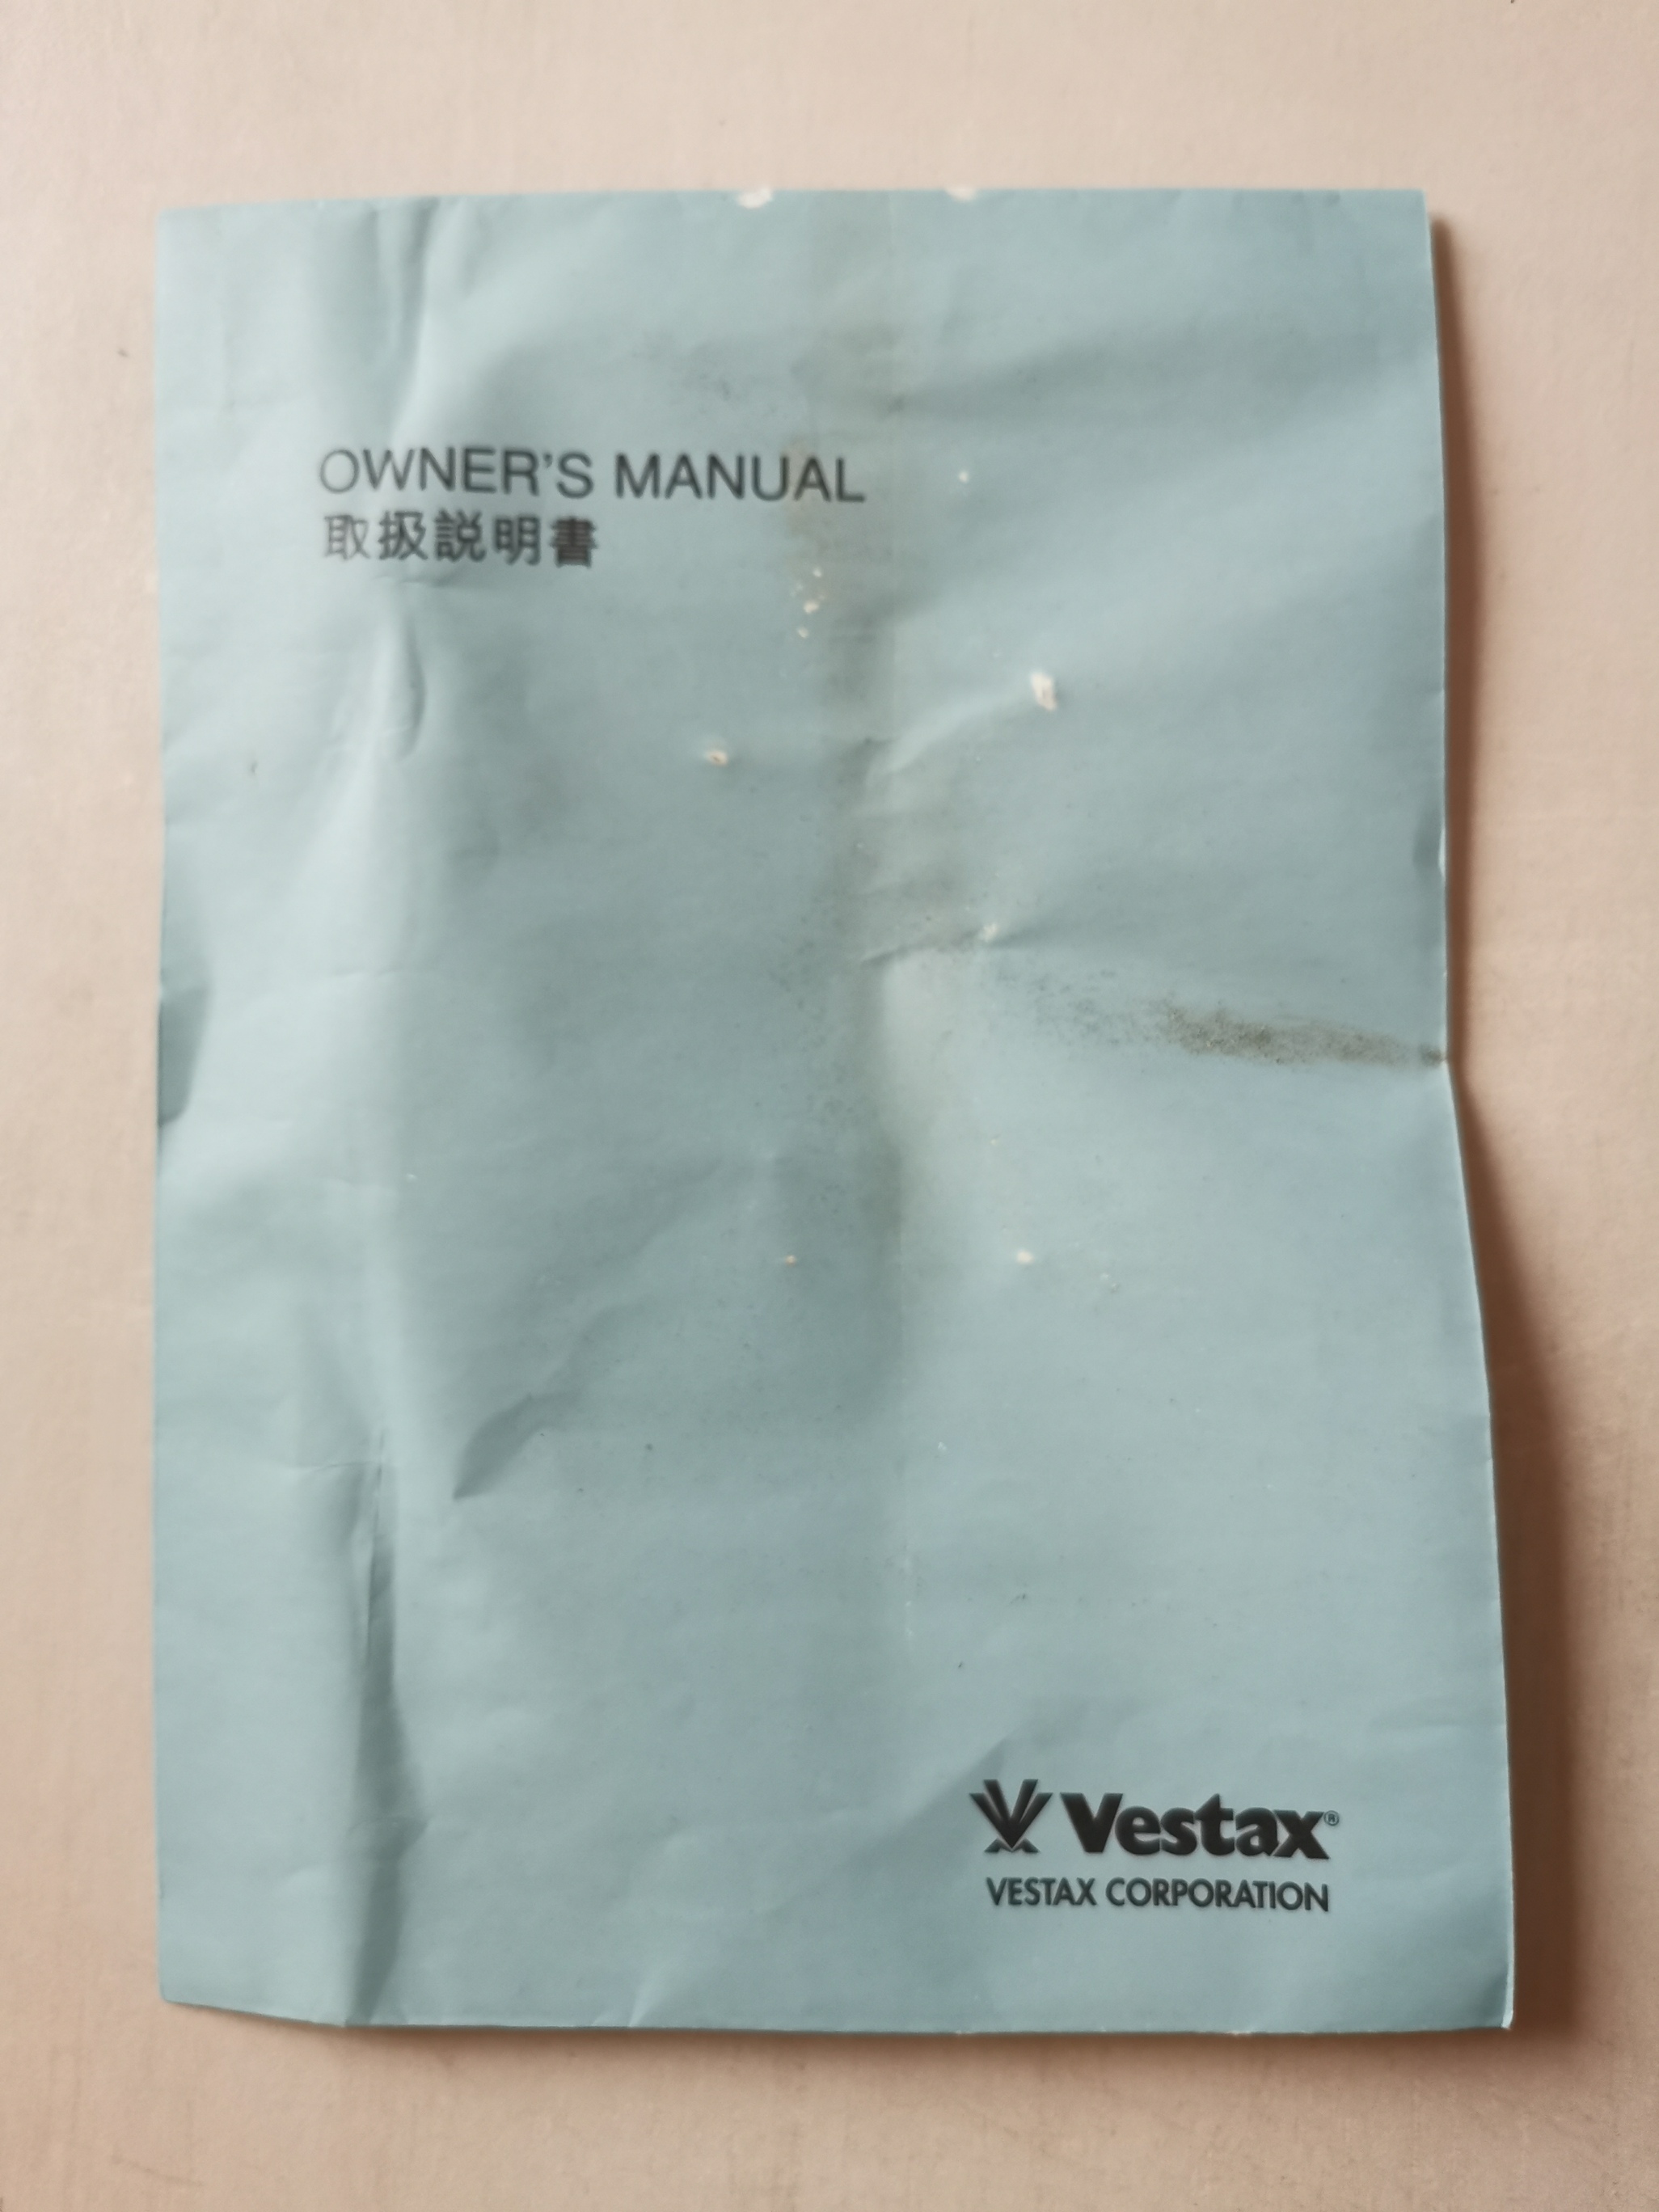 OWNER'S MANUAL
取扱説明書
Vestax®
VESTAX CORPORATION